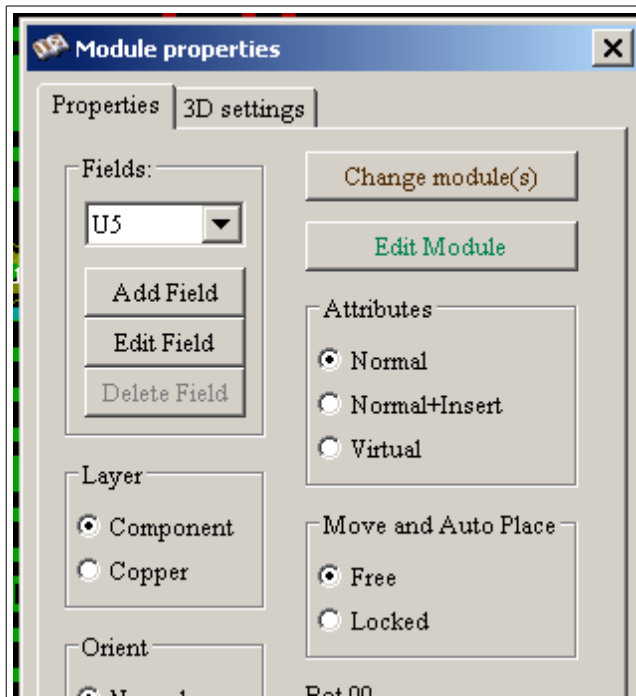 Module properties
Properties
3D settings
Fields:
U5
Add Field
Edit Field
Delete Field
Change module(s)
Edit Module
Attributes
Normal
Normal+Insert
Virtual
Layer
Component
Copper
Move and Auto Place
Free
Locked
Orient